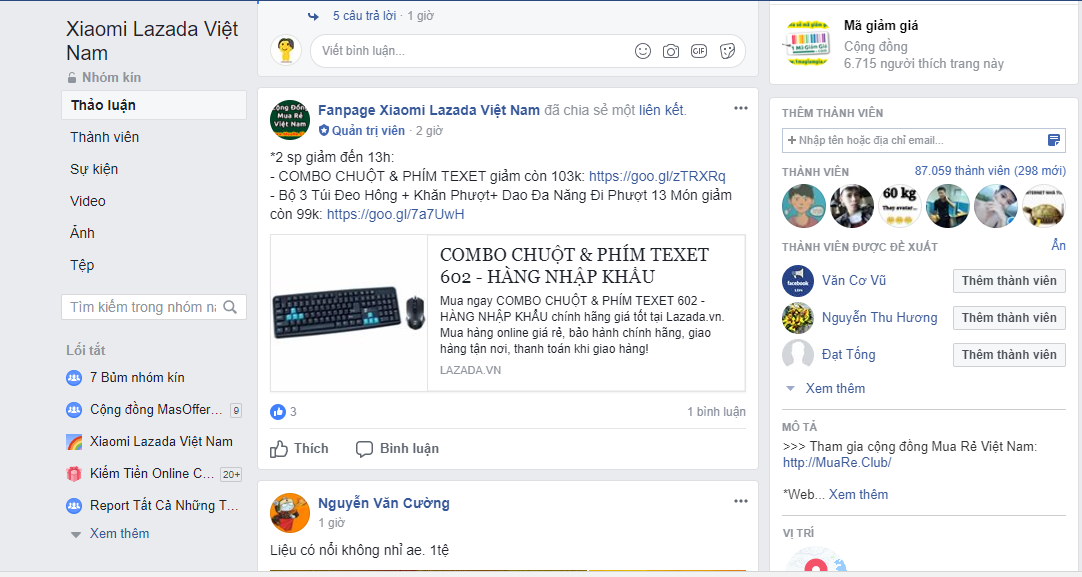 Xiaomi Lazada Việt
Nam
Nhóm kín
Thảo luận
Thành viên
Sự kiện
Video
Ảnh
Tệp
Tìm kiếm trong nhóm nà
Lối tắt
7 Bủm nhóm kín
Cộng đồng MasOffer... 9
Xiaomi Lazada Việt Nam
Kiếm Tiền Online C... 20+
Report Tất Cả Những T...
Xem thêm
5 câu trả lời · 1 giờ
Viết bình luận...
GIF
Fanpage Xiaomi Lazada Việt Nam đã chia sẻ một liên kết.
Quản trị viên · 2 giờ
*2 sp giảm đến 13h:
- COMBO CHUỘT & PHÍM TEXET giảm còn 103k: https://goo.gl/zTRXRq
- Bộ 3 Túi Đeo Hông + Khăn Phượt+ Dao Đa Năng Đi Phượt 13 Món giảm
còn 99k: https://goo.gl/7a7UwH
COMBO CHUỘT & PHÍM TEXET
602 - HÀNG NHẬP KHẨU
Mua ngay COMBO CHUỘT & PHÍM TEXET 602 -
HÀNG NHẬP KHẨU chính hãng giá tốt tại Lazada.vn.
Mua hàng online giá rẻ, bảo hành chính hãng, giao
hàng tận nơi, thanh toán khi giao hàng!
LAZADA.VN
3
1 bình luận
Thích
Bình luận
Nguyễn Văn Cường
1 giờ
Liệu có nổi không nhỉ ae. 1tệ
Mã giảm giá
Cộng đồng
6.715 người thích trang này
THÊM THÀNH VIÊN
+ Nhập tên hoặc địa chỉ email...
THÀNH VIÊN
87.059 thành viên (298 mới)
60 kg
THÀNH VIÊN ĐƯỢC ĐỀ XUẤT
Ẩn
Văn Cơ Vũ
Thêm thành viên
Nguyễn Thu Hương
Thêm thành viên
Đạt Tống
Thêm thành viên
Xem thêm
MÔ TẢ
>>> Tham gia cộng đồng Mua Rẻ Việt Nam:
http://MuaRe.Club/
*Web... Xem thêm
VỊ TRÍ